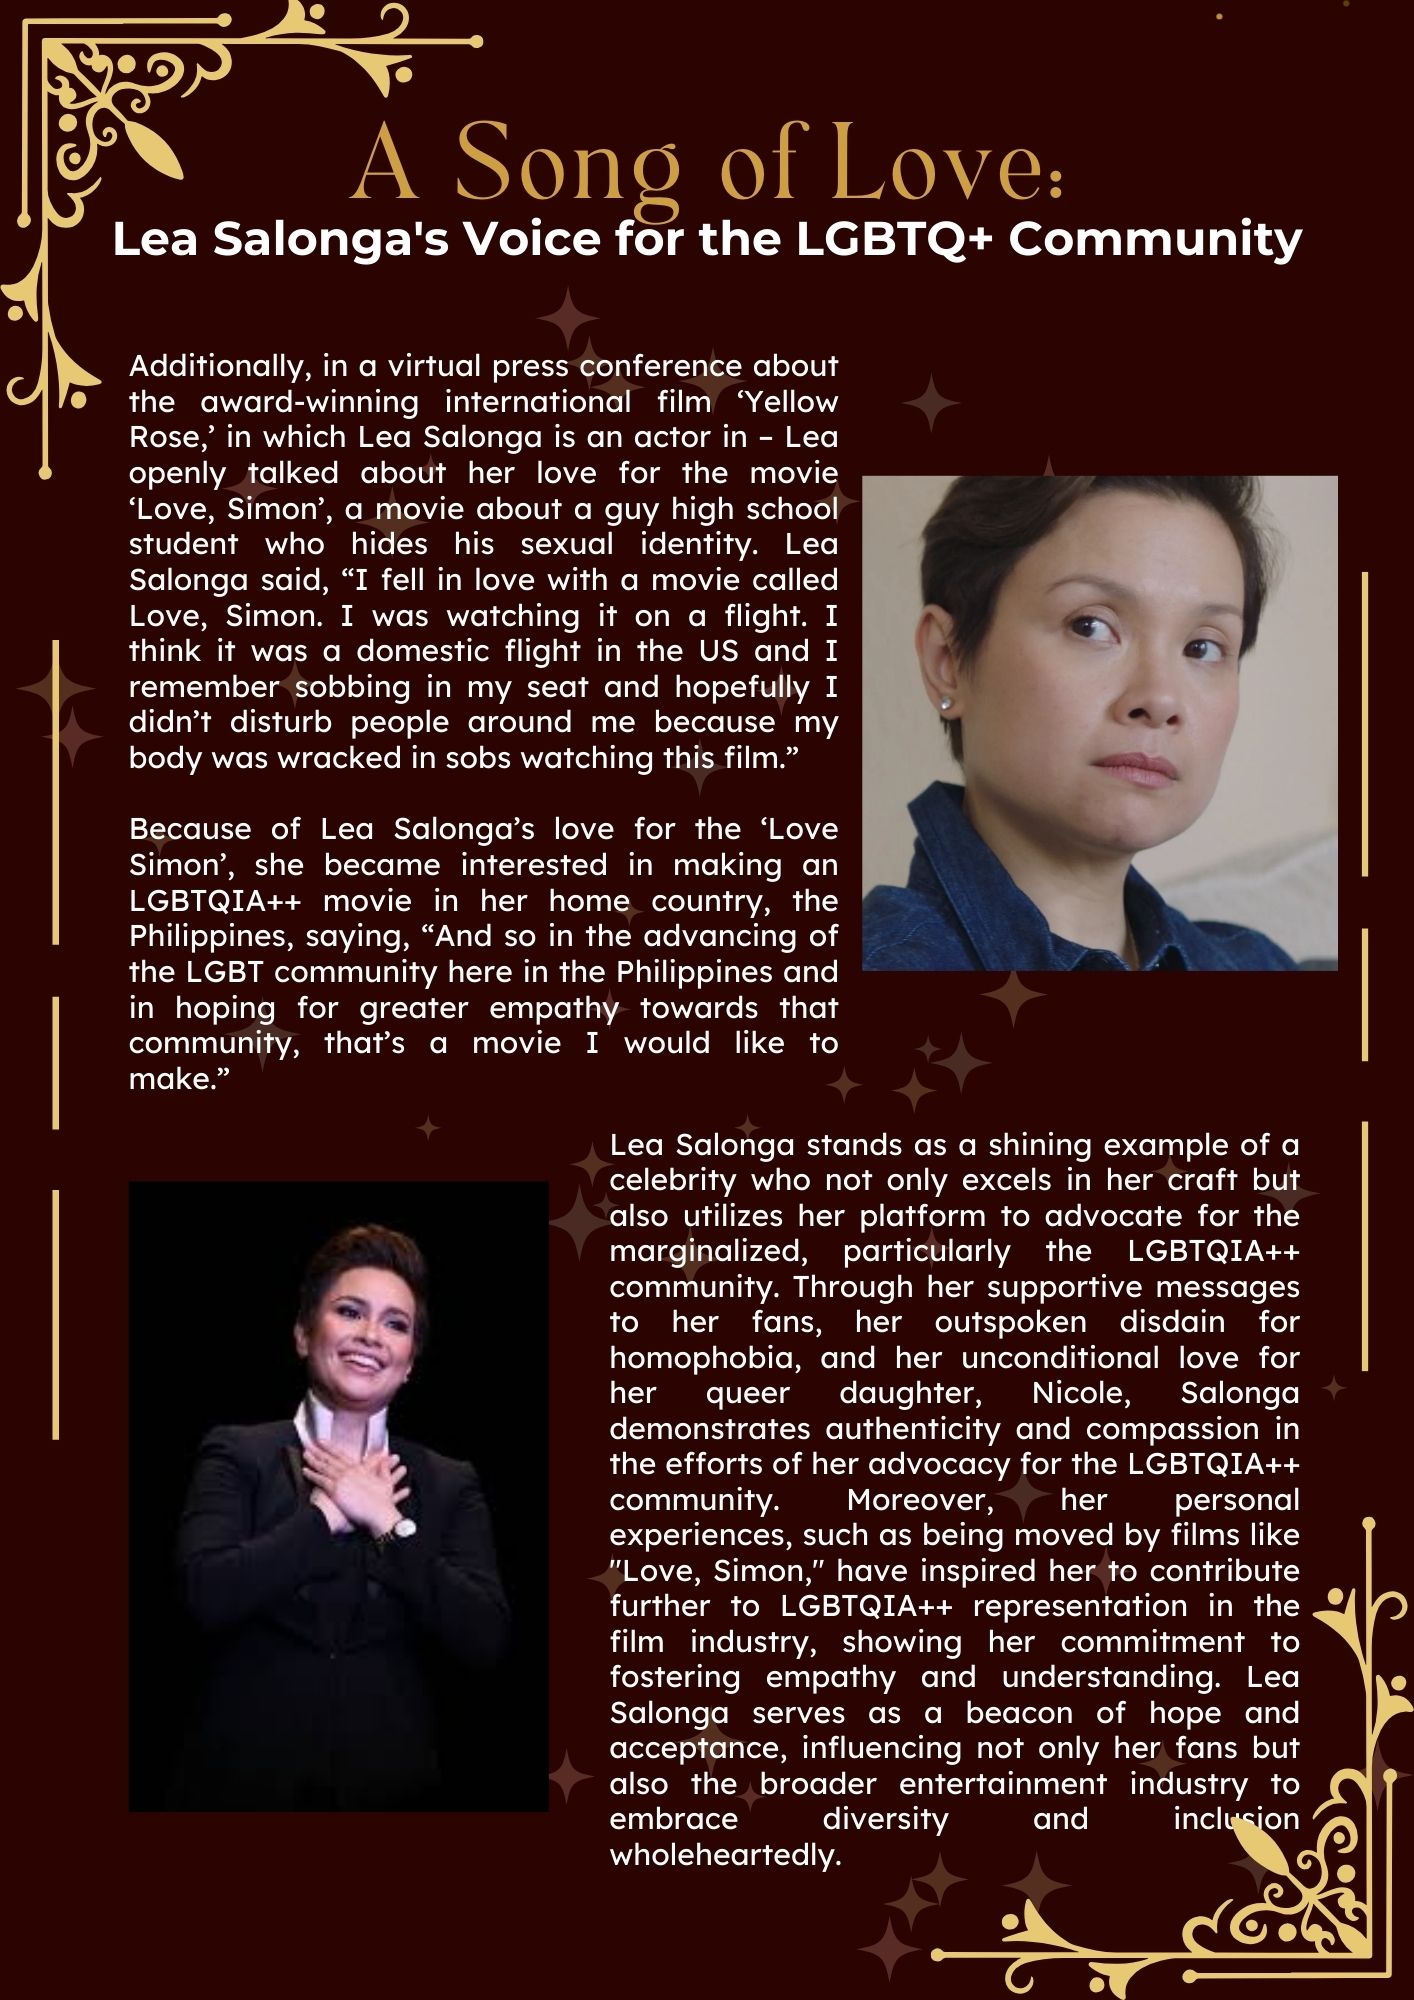 A Song of Love:
Lea Salonga's Voice for the LGBTQ+ Community
Additionally, in a virtual press conference about
the award-winning international film ‘Yellow
Rose,’ in which Lea Salonga is an actor in – Lea
openly talked about her love for the movie
‘Love, Simon’, a movie about a guy high school
student who hides his sexual identity. Lea
Salonga said, “I fell in love with a movie called
Love, Simon. I was watching it on a flight. I
think it was a domestic flight in the US and I
remember sobbing in my seat and hopefully I
didn’t disturb people around me because my
body was wracked in sobs watching this film.”
Because of Lea Salonga’s love for the ‘Love
Simon’, she became interested in making an
LGBTQIA++ movie in her home country, the
Philippines, saying, “And so in the advancing of
the LGBT community here in the Philippines and
in hoping for greater empathy towards that
community, that’s a movie I would like to
make.”
Lea Salonga stands as a shining example of a
celebrity who not only excels in her craft but
also utilizes her platform to advocate for the
marginalized, particularly the LGBTQIA++
community. Through her supportive messages
to her fans, her outspoken disdain for
homophobia, and her unconditional love for
her queer daughter, Nicole, Salonga
demonstrates authenticity and compassion in
the efforts of her advocacy for the LGBTQIA++
community. Moreover, her personal
experiences, such as being moved by films like
"Love, Simon," have inspired her to contribute
further to LGBTQIA++ representation in the
film industry, showing her commitment to
fostering empathy and understanding. Lea
Salonga serves as a beacon of hope and
acceptance, influencing not only her fans but
also the broader entertainment industry to
embrace diversity and inclusion
wholeheartedly.